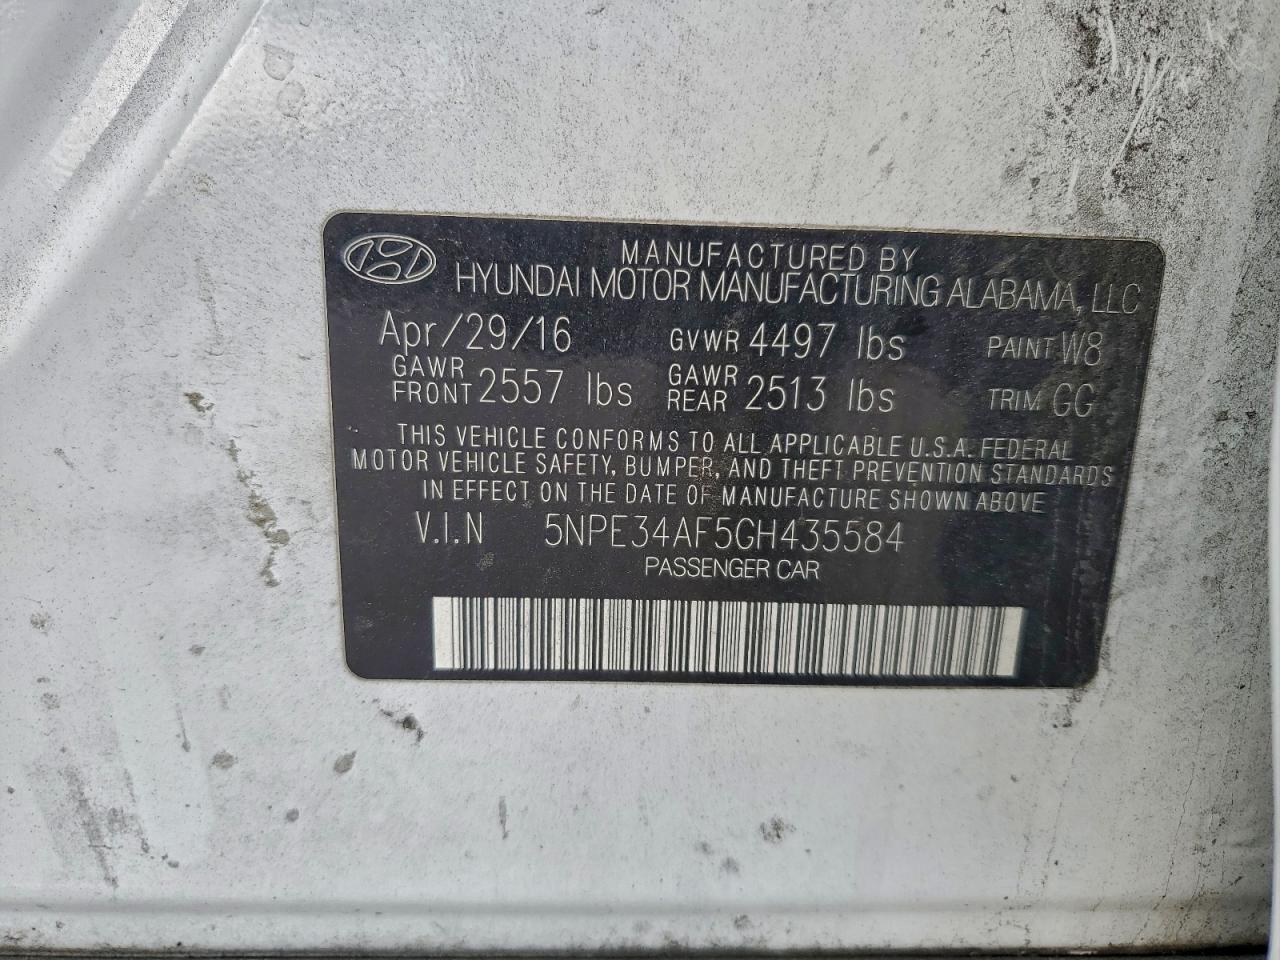 MANUFACTURED BY
HYUNDAI MOTOR MANUFACTURING ALABAMA, LLC
Apr/29/16 GVWR 4497 lbs PAINT W8
GAWR FRONT 2557 lbs GAWR REAR 2513 lbs TRIM GG
THIS VEHICLE CONFORMS TO ALL APPLICABLE U.S.A. FEDERAL
MOTOR VEHICLE SAFETY, BUMPER, AND THEFT PREVENTION STANDARDS
IN EFFECT ON THE DATE OF MANUFACTURE SHOWN ABOVE
V.I.N 5NPE34AF5GH435584
PASSENGER CAR